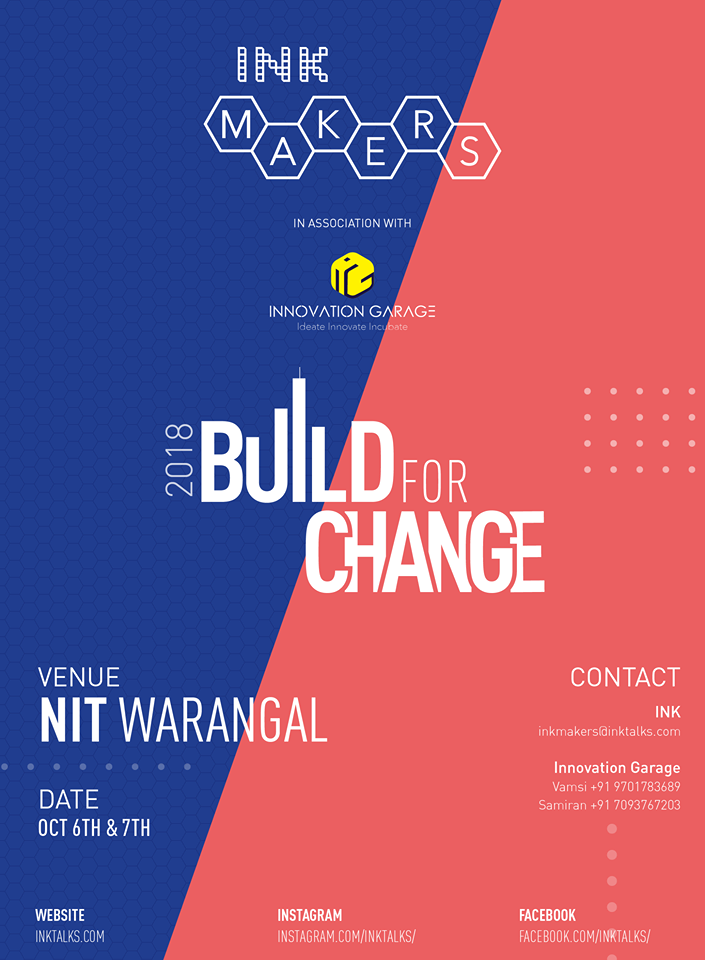 INK
MAKERS
IN ASSOCIATION WITH
iG
INNOVATION GARAGE
Ideate Innovate Incubate
2018
BUILD FOR
CHANGE
VENUE
NIT WARANGAL
DATE
OCT 6TH & 7TH
CONTACT
INK
inkmakers@inktalks.com
Innovation Garage
Vamsi +91 9701783689
Samiran +91 7093767203
WEBSITE
INKTALKS.COM
INSTAGRAM
INSTAGRAM.COM/INKTALKS/
FACEBOOK
FACEBOOK.COM/INKTALKS/